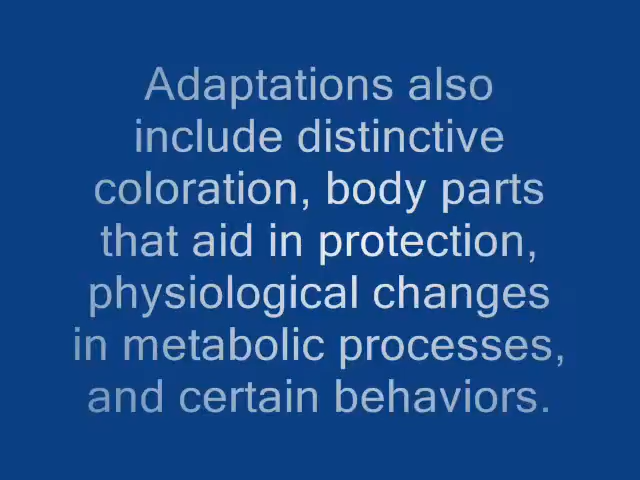 Adaptations also
include distinctive
coloration, body parts
that aid in protection,
physiological changes
in metabolic processes,
and certain behaviors.